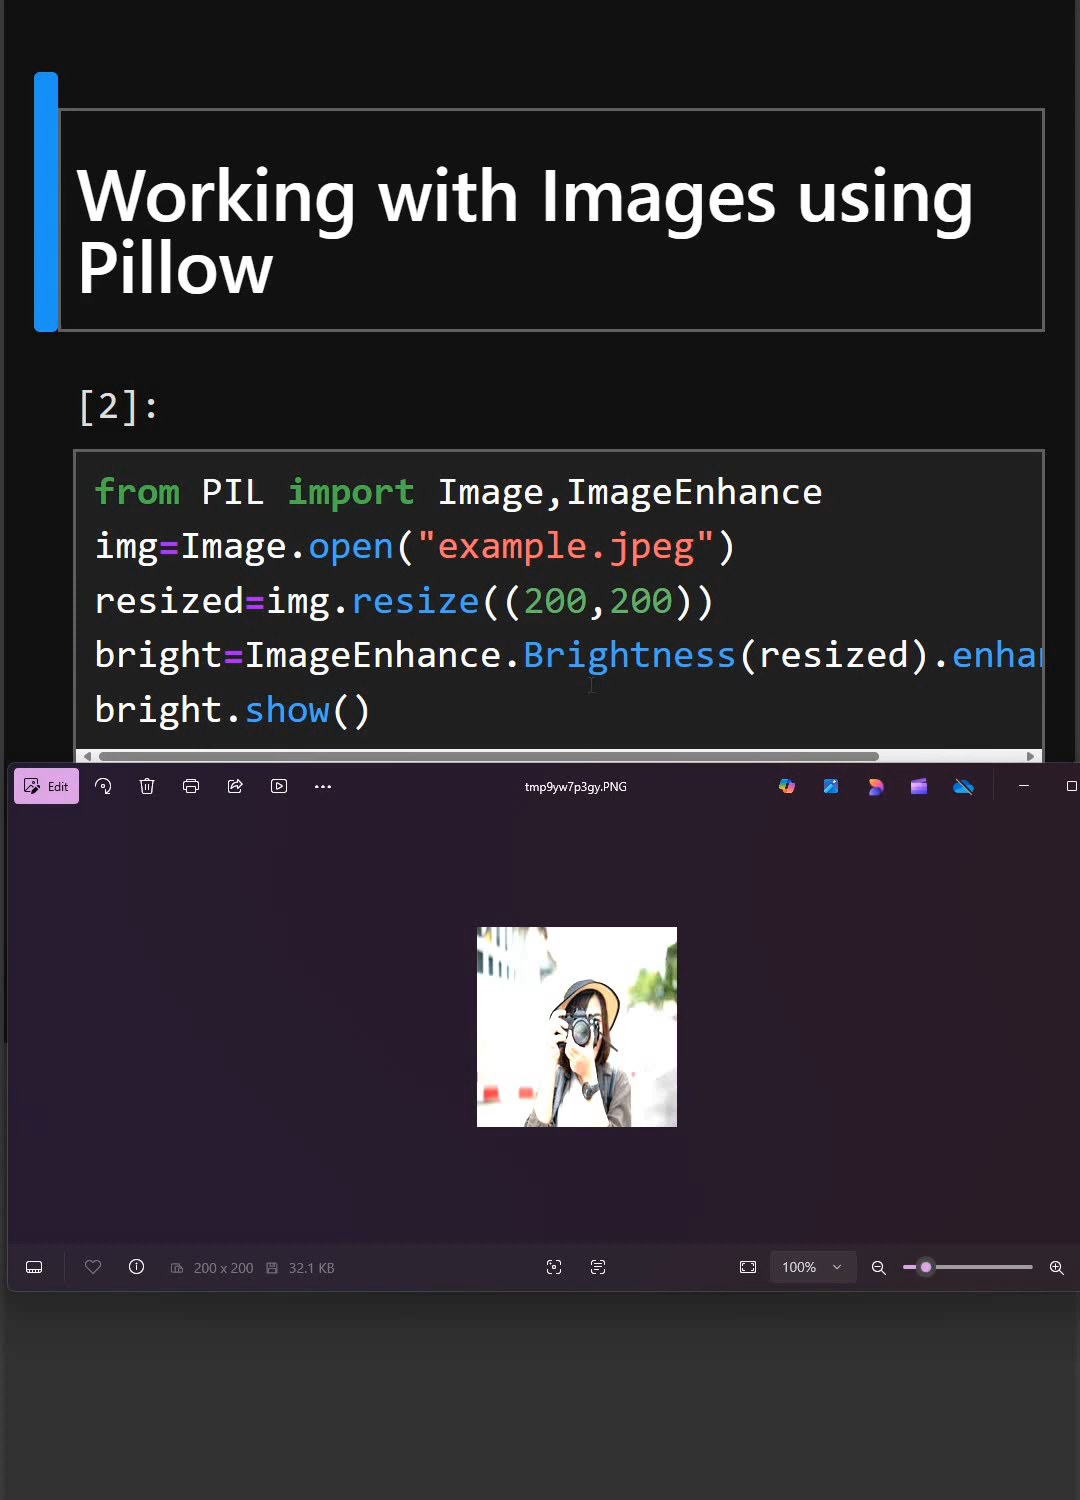 Working with Images using
Pillow
[2]:
from PIL import Image,ImageEnhance
img=Image.open("example.jpeg")
resized=img.resize((200,200))
bright=ImageEnhance.Brightness(resized).enha
bright.show()
Edit
tmp9yw7p3gy.PNG
200 x 200
32.1 KB
100%